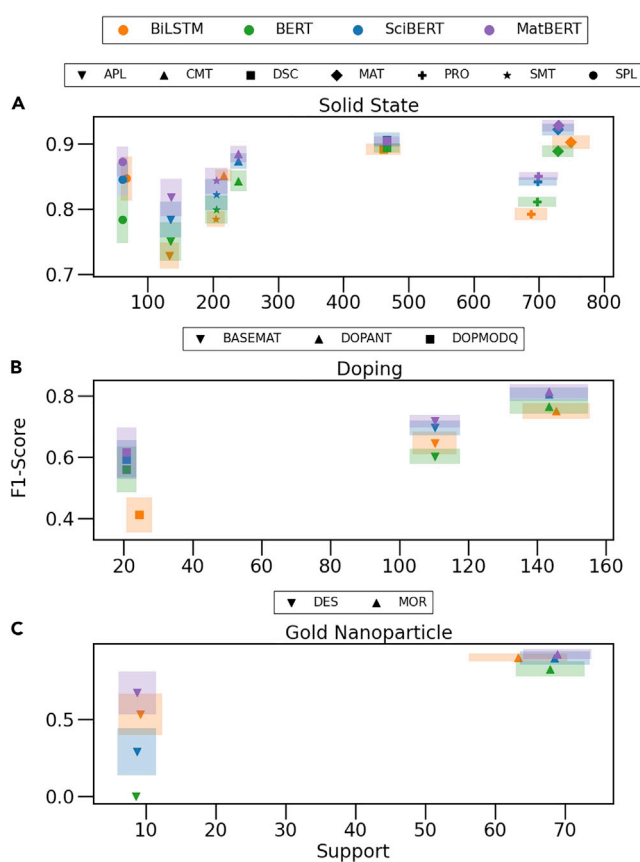 BiLSTM BERT SciBERT MatBERT
APL CMT DSC MAT PRO SMT SPL
A
Solid State
0.9
0.8
0.7
100 200 300 400 500 600 700 800
BASEMAT DOPANT DOPMODQ
B
Doping
0.8
0.6
0.4
F1-Score
20 40 60 80 100 120 140 160
DES MOR
C
Gold Nanoparticle
0.5
0.0
10 20 30 40 50 60 70
Support